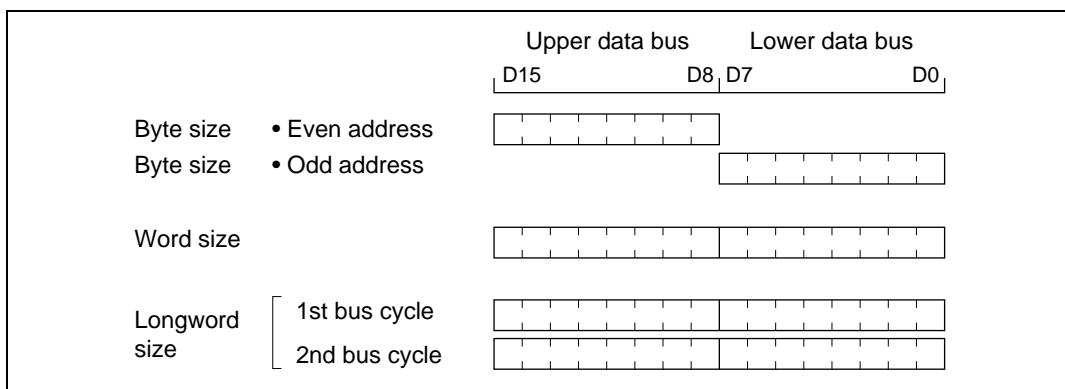 Upper data bus Lower data bus
D15 D8 D7 D0
Byte size • Even address
Byte size • Odd address
Word size
Longword size
1st bus cycle
2nd bus cycle